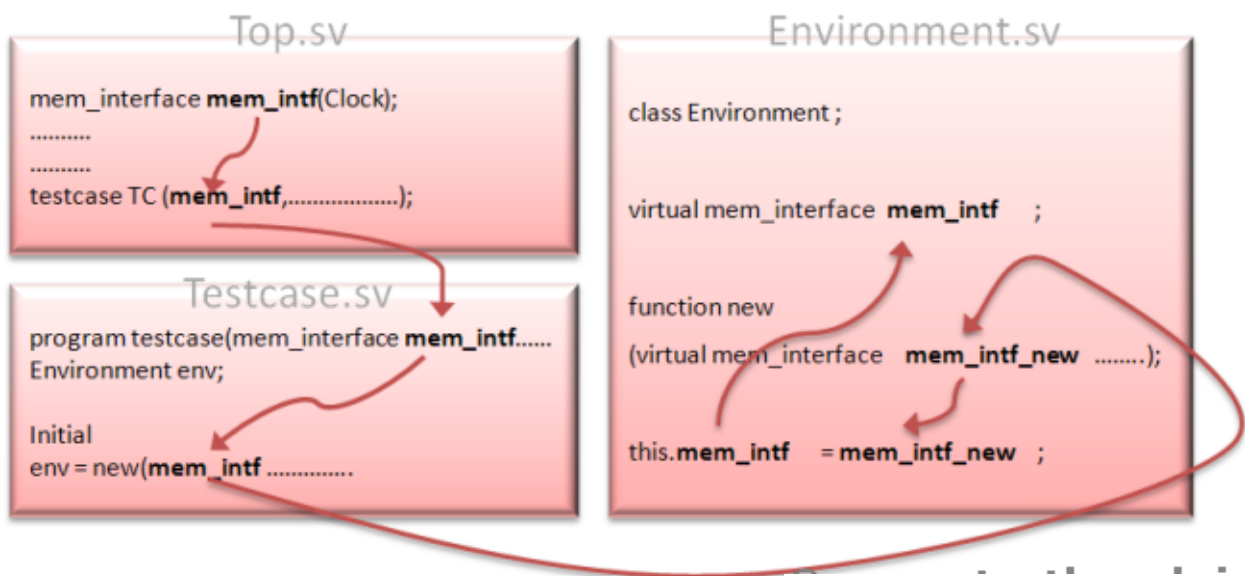 Top.sv
mem_interface mem_intf(Clock);
..........
..........
testcase TC (mem_intf,...................);
Testcase.sv
program testcase(mem_interface mem_intf......
Environment env;
Initial
env = new(mem_intf ..............
Environment.sv
class Environment ;
virtual mem_interface mem_intf ;
function new
(virtual mem_interface mem_intf_new ........);
this.mem_intf = mem_intf_new ;